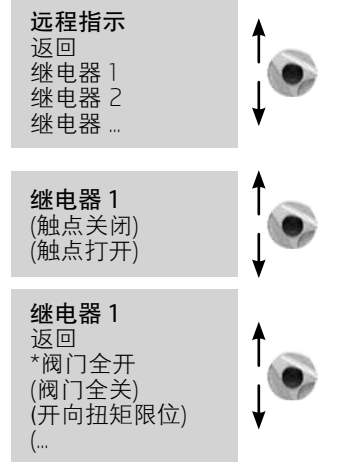 远程指示
返回
继电器 1
继电器 2
继电器 ...
继电器 1
(触点关闭)
(触点打开)
继电器 1
返回
*阀门全开
(阀门全关)
(开向扭矩限位)
(...